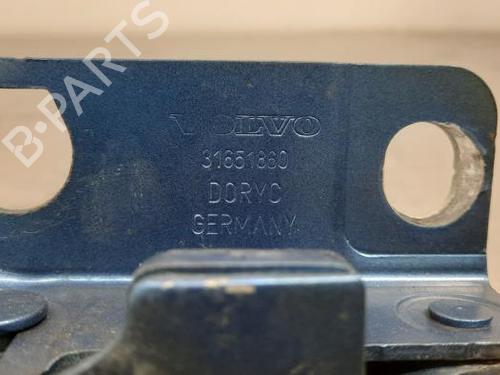 B-PARTS
VOLVO
31651880
DORYC
GERMANY